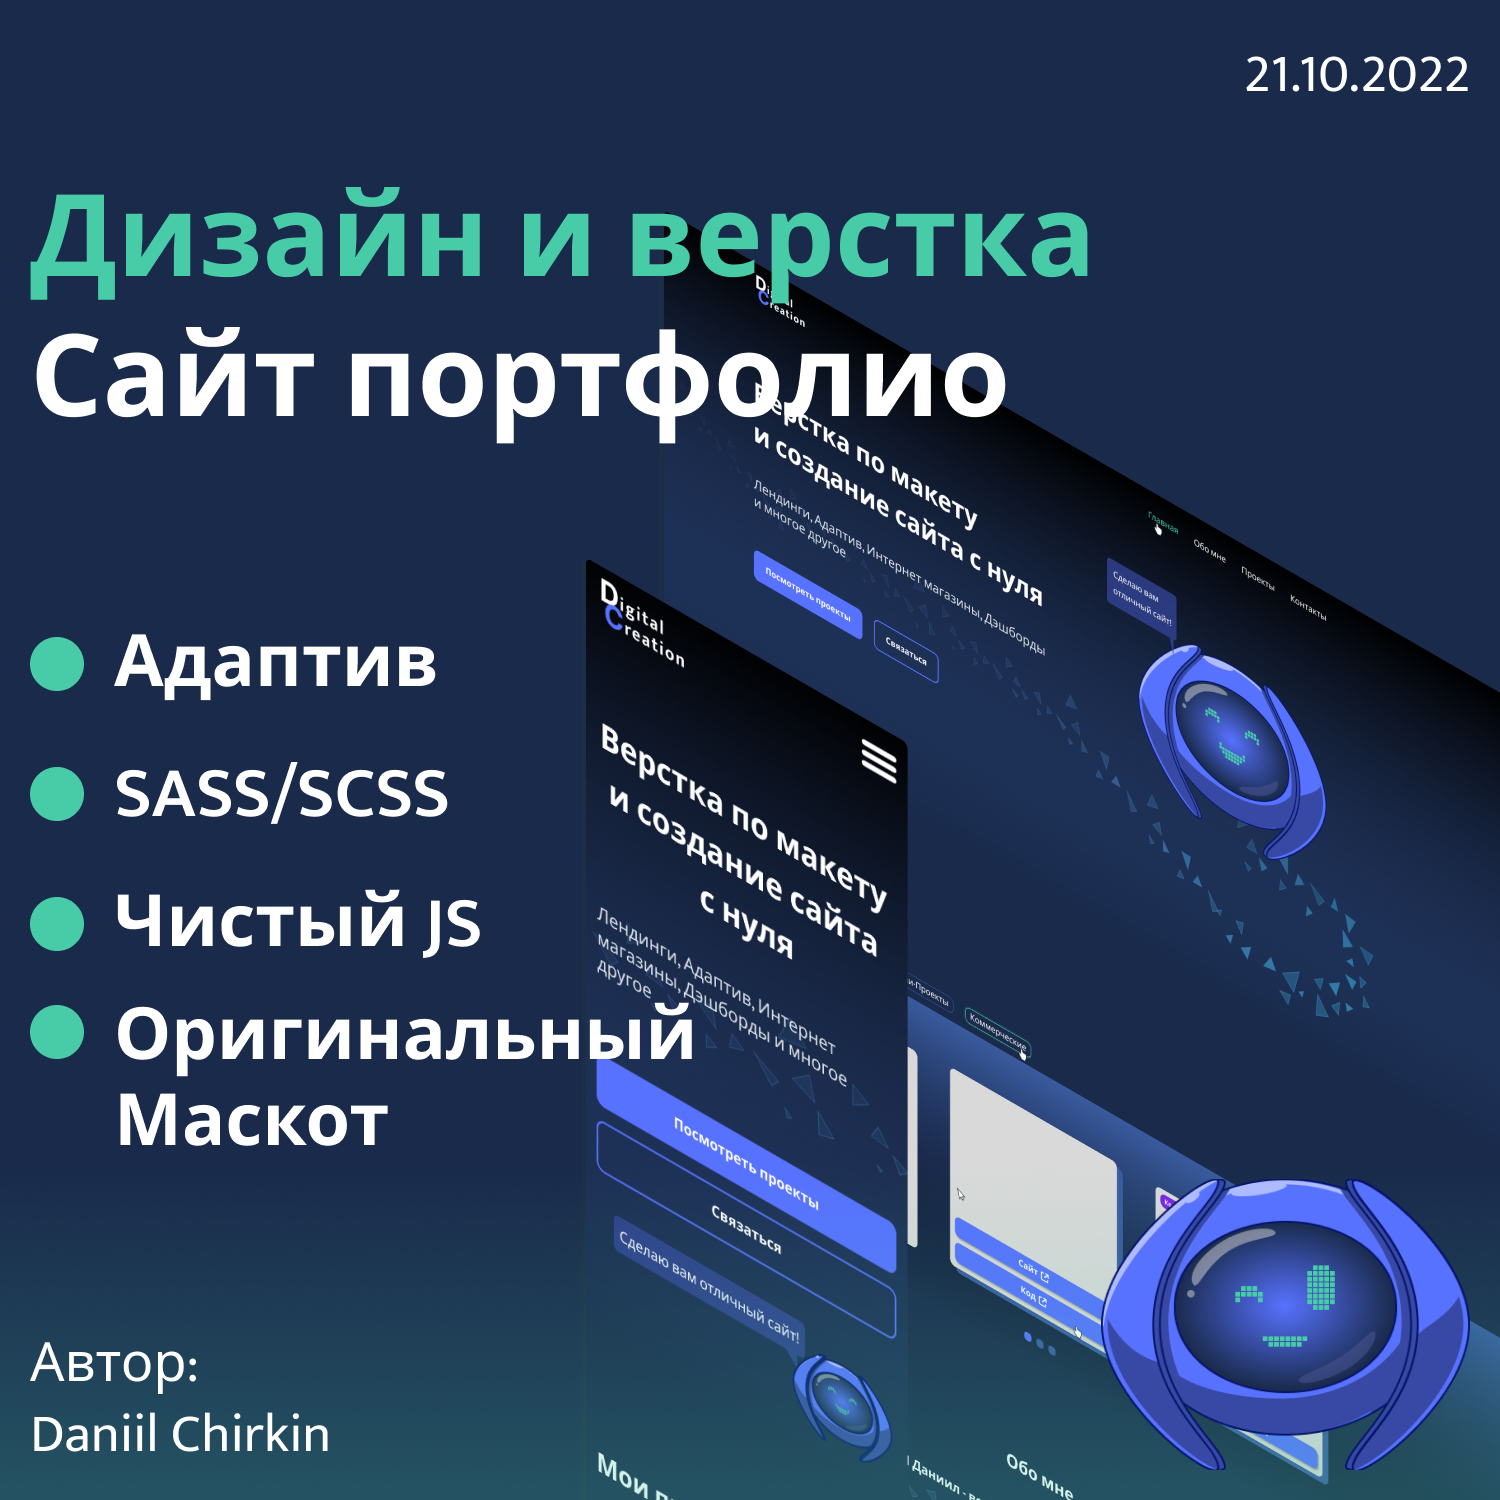 21.10.2022
Дизайн и верстка
Сайт портфолио
Адаптив
SASS/SCSS
Чистый JS
Оригинальный
Маскот
Автор:
Daniil Chirkin
Digital
Creation
Верстка по макету
и создание сайта с нуля
Лендинги, Адаптив, Интернет магазины, Дэшборды
и многое другое
Посмотреть проекты
Связаться
Главная
Обо мне
Проекты
Контакты
Сделаю вам
отличный сайт!
Digital
Creation
Верстка по макету
и создание сайта
с нуля
Лендинги, Адаптив, Интернет
магазины, Дэшборды и многое
другое
Посмотреть проекты
Связаться
Сделаю вам отличный сайт!
Мои
Коммерческие
Сайт
Код
Обо мне
Даниил -